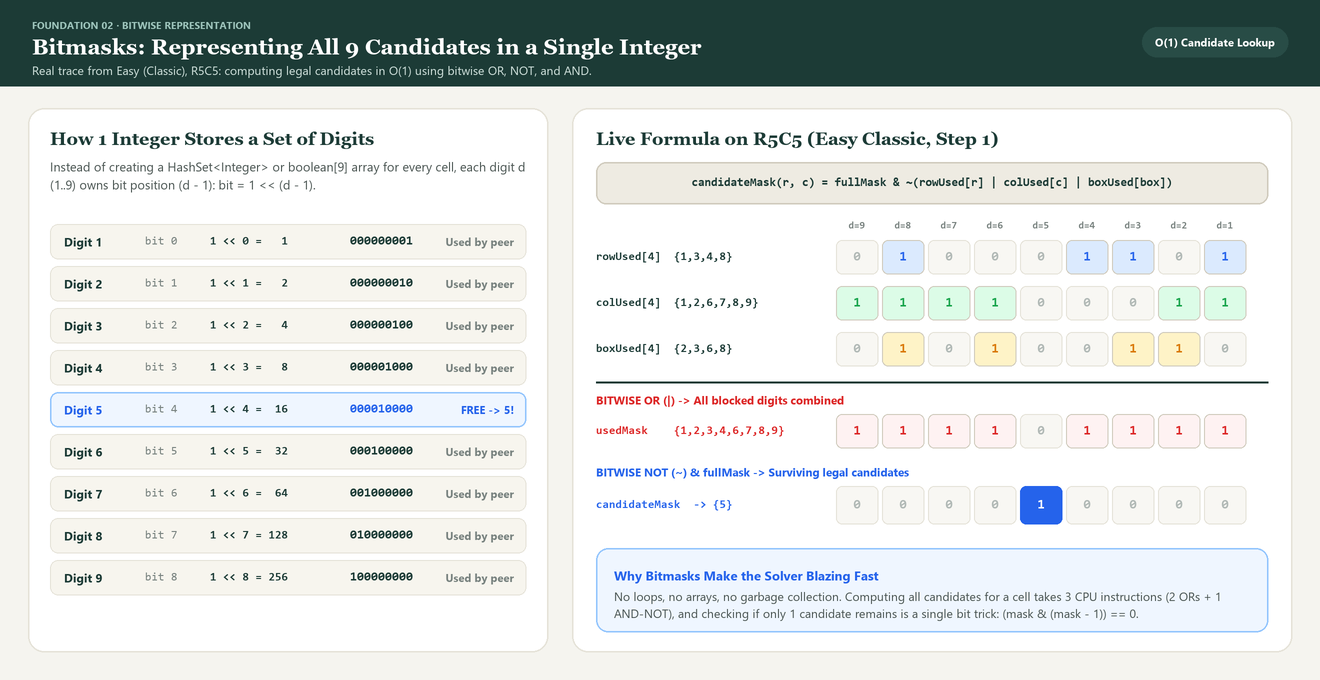 FOUNDATION 02 · BITWISE REPRESENTATION
Bitmasks: Representing All 9 Candidates in a Single Integer
Real trace from Easy (Classic), R5C5: computing legal candidates in O(1) using bitwise OR, NOT, and AND.
O(1) Candidate Lookup
How 1 Integer Stores a Set of Digits
Instead of creating a HashSet<Integer> or boolean[9] array for every cell, each digit d
(1..9) owns bit position (d - 1): bit = 1 << (d - 1).
Digit 1 bit 0 1 << 0 = 1 000000001 Used by peer
Digit 2 bit 1 1 << 1 = 2 000000010 Used by peer
Digit 3 bit 2 1 << 2 = 4 000000100 Used by peer
Digit 4 bit 3 1 << 3 = 8 000001000 Used by peer
Digit 5 bit 4 1 << 4 = 16 000010000 FREE -> 5!
Digit 6 bit 5 1 << 5 = 32 000100000 Used by peer
Digit 7 bit 6 1 << 6 = 64 001000000 Used by peer
Digit 8 bit 7 1 << 7 = 128 010000000 Used by peer
Digit 9 bit 8 1 << 8 = 256 100000000 Used by peer
Live Formula on R5C5 (Easy Classic, Step 1)
candidateMask(r, c) = fullMask & ~(rowUsed[r] | colUsed[c] | boxUsed[box])
d=9 d=8 d=7 d=6 d=5 d=4 d=3 d=2 d=1
rowUsed[4] {1,3,4,8} 0 1 0 0 0 1 1 0 1
colUsed[4] {1,2,6,7,8,9} 1 1 1 1 0 0 0 1 1
boxUsed[4] {2,3,6,8} 0 1 0 1 0 0 1 1 0
BITWISE OR (|) -> All blocked digits combined
usedMask {1,2,3,4,6,7,8,9} 1 1 1 1 0 1 1 1 1
BITWISE NOT (~) & fullMask -> Surviving legal candidates
candidateMask -> {5} 0 0 0 0 1 0 0 0 0
Why Bitmasks Make the Solver Blazing Fast
No loops, no arrays, no garbage collection. Computing all candidates for a cell takes 3 CPU instructions (2 ORs + 1
AND-NOT), and checking if only 1 candidate remains is a single bit trick: (mask & (mask - 1)) == 0.